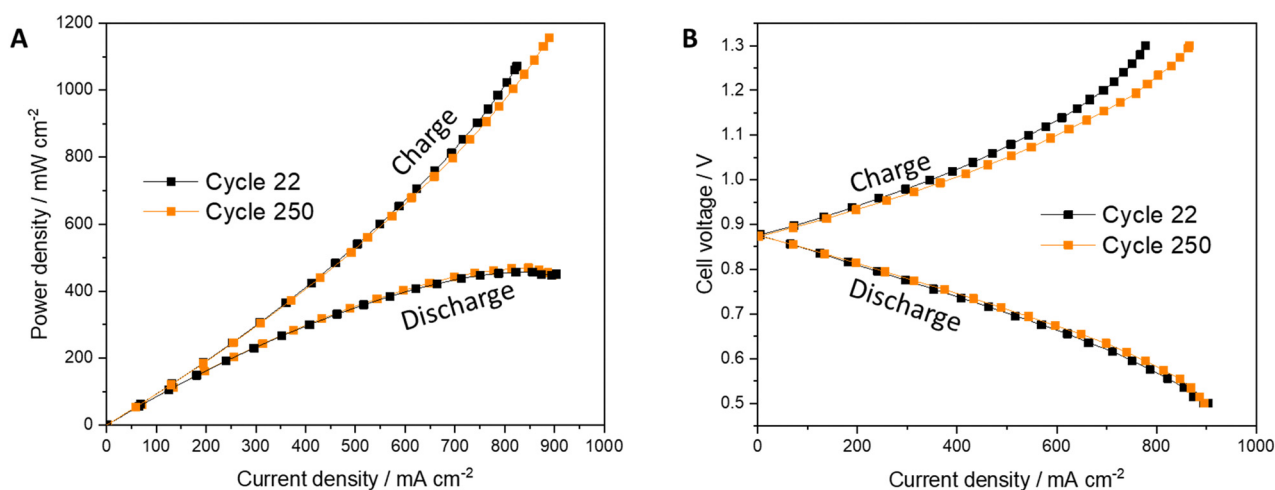 A
Power density / mW cm⁻²
1200
1000
800
600
400
200
0
Charge
Cycle 22
Cycle 250
Discharge
0 100 200 300 400 500 600 700 800 900 1000
Current density / mA cm⁻²
B
Cell voltage / V
1.3
1.2
1.1
1.0
0.9
0.8
0.7
0.6
0.5
Charge
Cycle 22
Cycle 250
Discharge
0 200 400 600 800 1000
Current density / mA cm⁻²